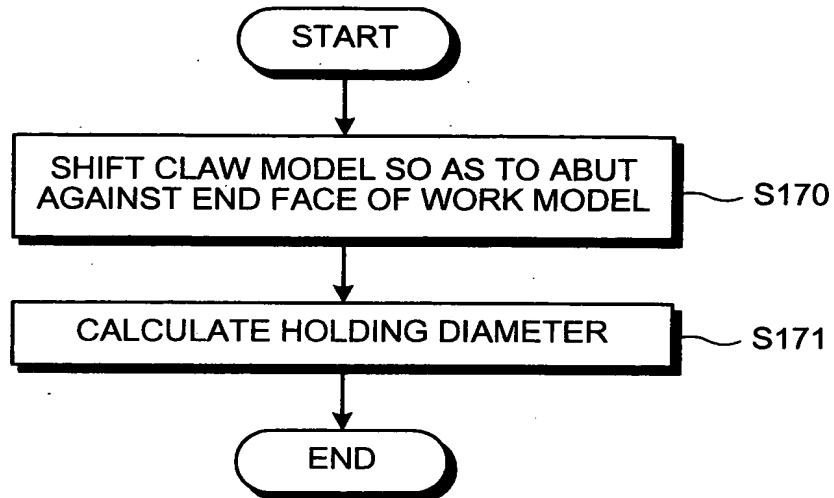 START
SHIFT CLAW MODEL SO AS TO ABUT
AGAINST END FACE OF WORK MODEL
S170
CALCULATE HOLDING DIAMETER
S171
END